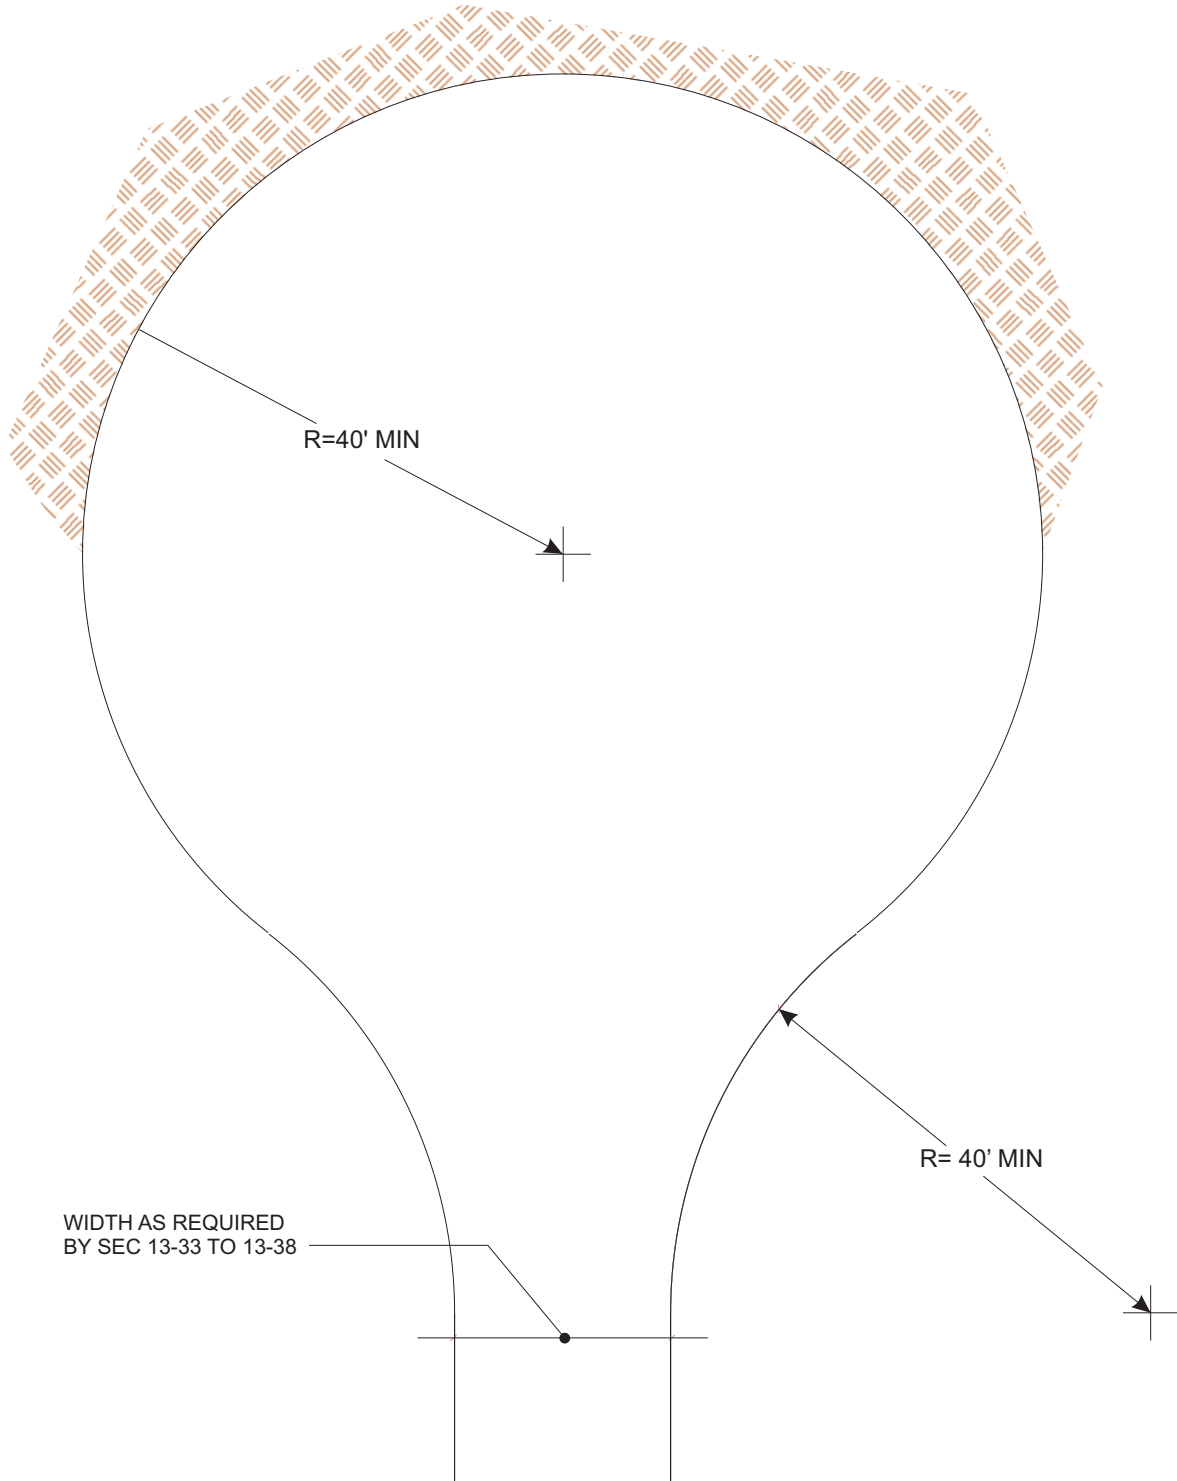 R=40' MIN
R= 40’ MIN
WIDTH AS REQUIRED
BY SEC 13-33 TO 13-38